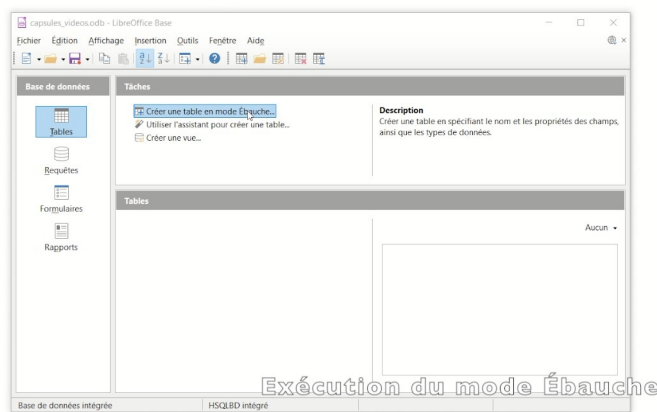 capsules_videos.odb - LibreOffice Base
Fichier Édition Affichage Insertion Outils Fenêtre Aide
Base de données
Tables
Requêtes
Formulaires
Rapports
Tâches
Créer une table en mode Ébauche...
Utiliser l'assistant pour créer une table...
Créer une vue...
Description
Créer une table en spécifiant le nom et les propriétés des champs,
ainsi que les types de données.
Tables
Aucun
Exécution du mode Ébauche
Base de données intégrée HSQLBD intégré